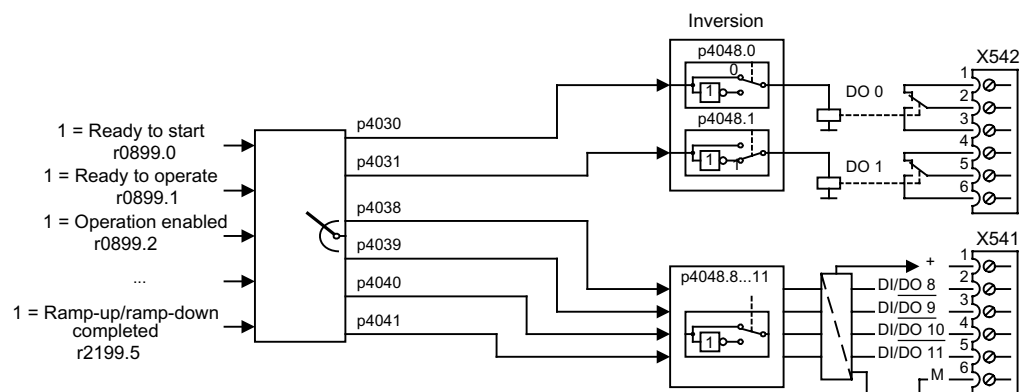 Inversion
p4048.0
0
1
X542
1
2
3
4
5
6
DO 0
p4030
1 = Ready to start
r0899.0
p4048.1
1
1
DO 1
p4031
1 = Ready to operate
r0899.1
p4038
1 = Operation enabled
r0899.2
p4039
...
p4040
1 = Ramp-up/ramp-down
completed
r2199.5
p4041
p4048.8...11
1
X541
+
1
DI/DO 8
2
DI/DO 9
3
DI/DO 10
4
DI/DO 11
5
M
6